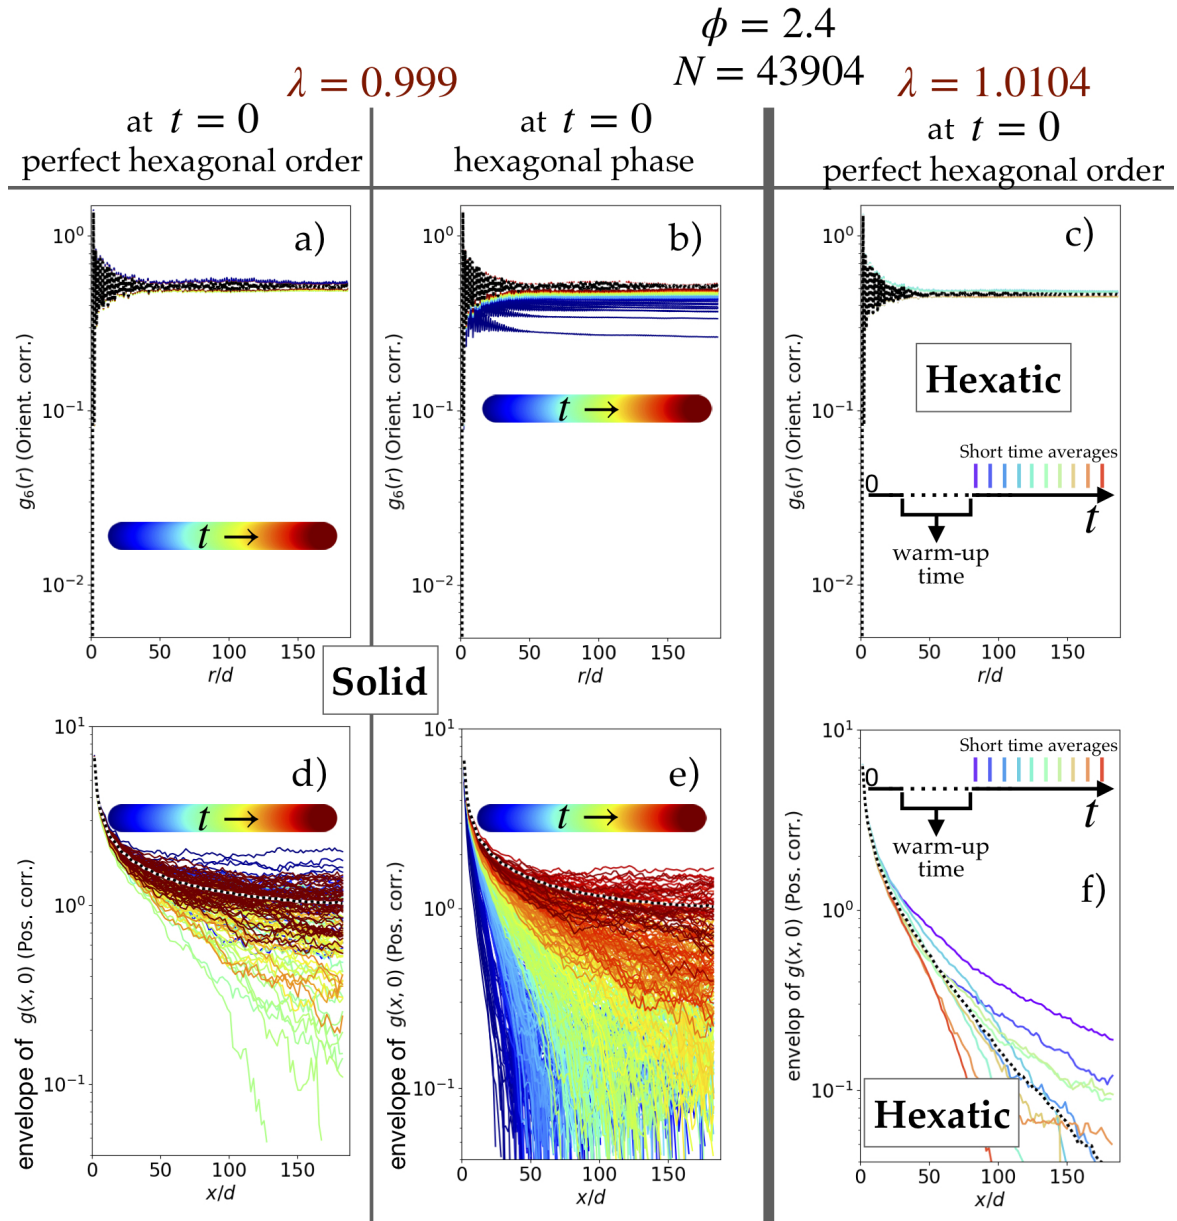 ϕ = 2.4
N = 43904
λ = 0.999
λ = 1.0104
at t = 0
perfect hexagonal order
at t = 0
hexagonal phase
at t = 0
perfect hexagonal order
a)
10⁰
10⁻¹
10⁻²
g₆(r) (Orient. corr.)
t →
0 50 100 150
r/d
b)
10⁰
10⁻¹
10⁻²
g₆(r) (Orient. corr.)
t →
0 50 100 150
r/d
c)
10⁰
10⁻¹
10⁻²
g₆(r) (Orient. corr.)
Hexatic
Short time averages
0
t
warm-up
time
0 50 100 150
r/d
Solid
d)
10¹
10⁰
10⁻¹
envelope of g(x, 0) (Pos. corr.)
t →
0 50 100 150
x/d
e)
10¹
10⁰
10⁻¹
envelope of g(x, 0) (Pos. corr.)
t →
0 50 100 150
x/d
10¹
10⁰
10⁻¹
envelop of g(x, 0) (Pos. corr.)
Short time averages
0
t
warm-up
time
f)
Hexatic
0 50 100 150
x/d